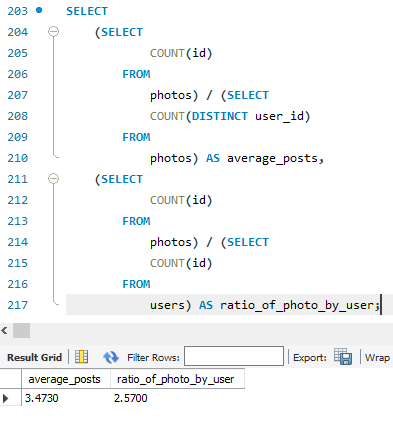 203 SELECT
204 (SELECT
205 COUNT(id)
206 FROM
207 photos) / (SELECT
208 COUNT(DISTINCT user_id)
209 FROM
210 photos) AS average_posts,
211 (SELECT
212 COUNT(id)
213 FROM
214 photos) / (SELECT
215 COUNT(id)
216 FROM
217 users) AS ratio_of_photo_by_user;
Result Grid Filter Rows: Export: Wrap
average_posts ratio_of_photo_by_user
3.4730 2.5700